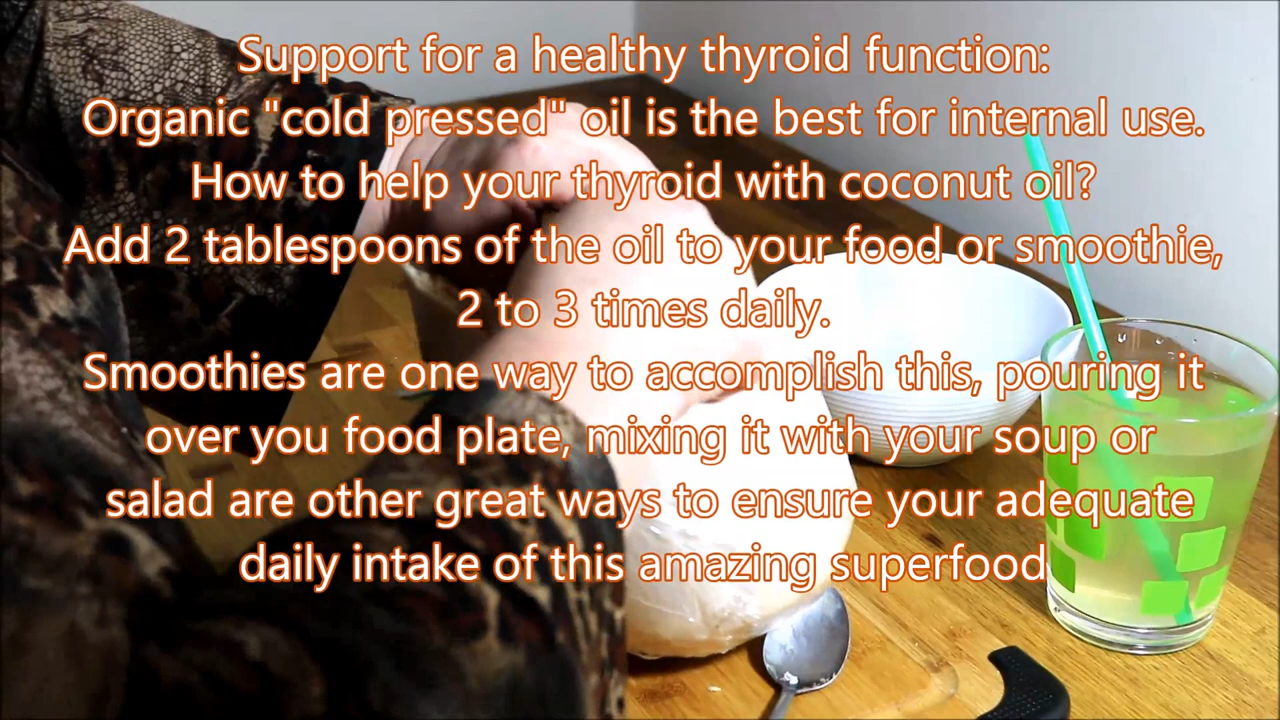 Support for a healthy thyroid function:
Organic "cold pressed" oil is the best for internal use.
How to help your thyroid with coconut oil?
Add 2 tablespoons of the oil to your food or smoothie,
2 to 3 times daily.
Smoothies are one way to accomplish this, pouring it
over you food plate, mixing it with your soup or
salad are other great ways to ensure your adequate
daily intake of this amazing superfood